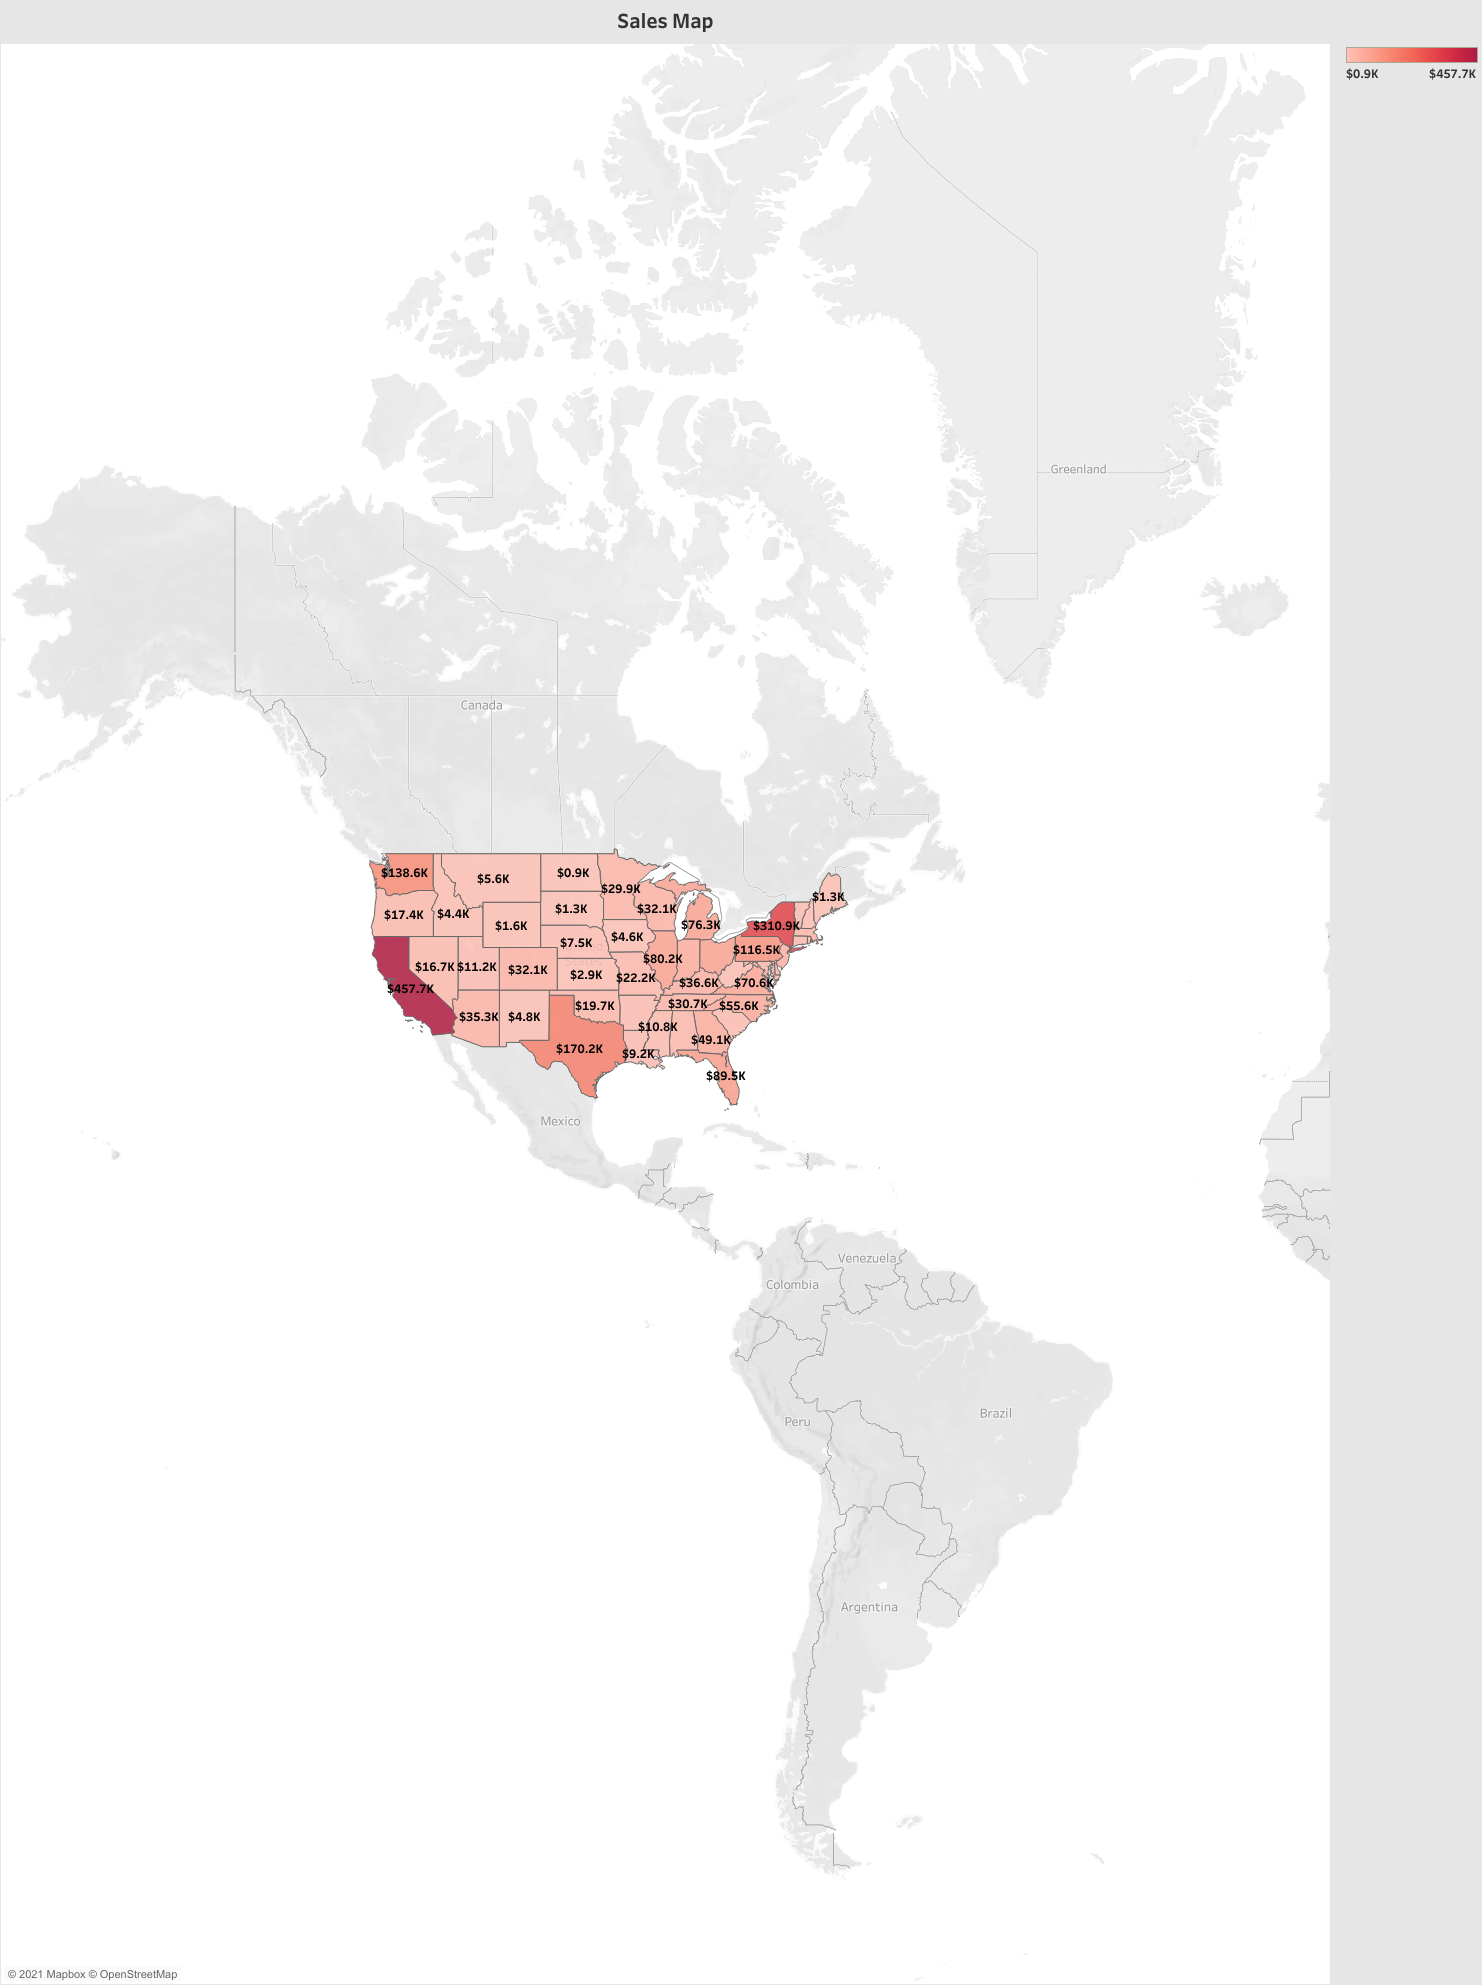 Sales Map
$0.9K $457.7K
Greenland
Canada
$138.6K
$5.6K
$0.9K
$29.9K
$1.3K
$17.4K
$4.4K
$1.6K
$1.3K
$32.1K
$76.3K
$310.9K
$7.5K
$4.6K
$116.5K
$80.2K
$16.7K
$11.2K
$32.1K
$2.9K
$22.2K
$36.6K
$70.6K
$457.7K
$19.7K
$30.7K
$55.6K
$35.3K
$4.8K
$10.8K
$49.1K
$170.2K
$9.2K
$89.5K
Mexico
Venezuela
Colombia
Brazil
Peru
Argentina
© 2021 Mapbox © OpenStreetMap